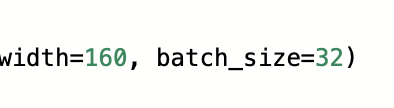 width=160, batch_size=32)